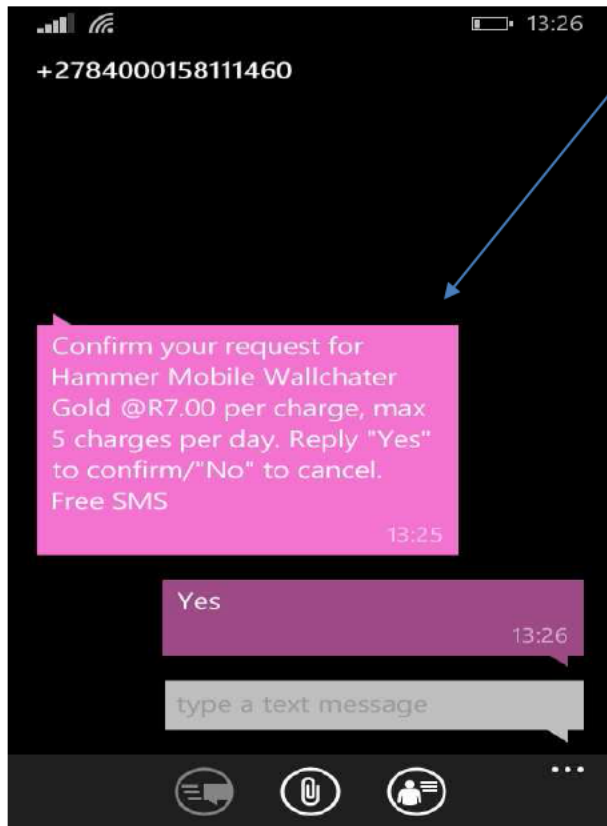 13:26
+2784000158111460
Confirm your request for
Hammer Mobile Wallchater
Gold @R7.00 per charge, max
5 charges per day. Reply "Yes"
to confirm/"No" to cancel.
Free SMS
13:25
Yes
13:26
type a text message